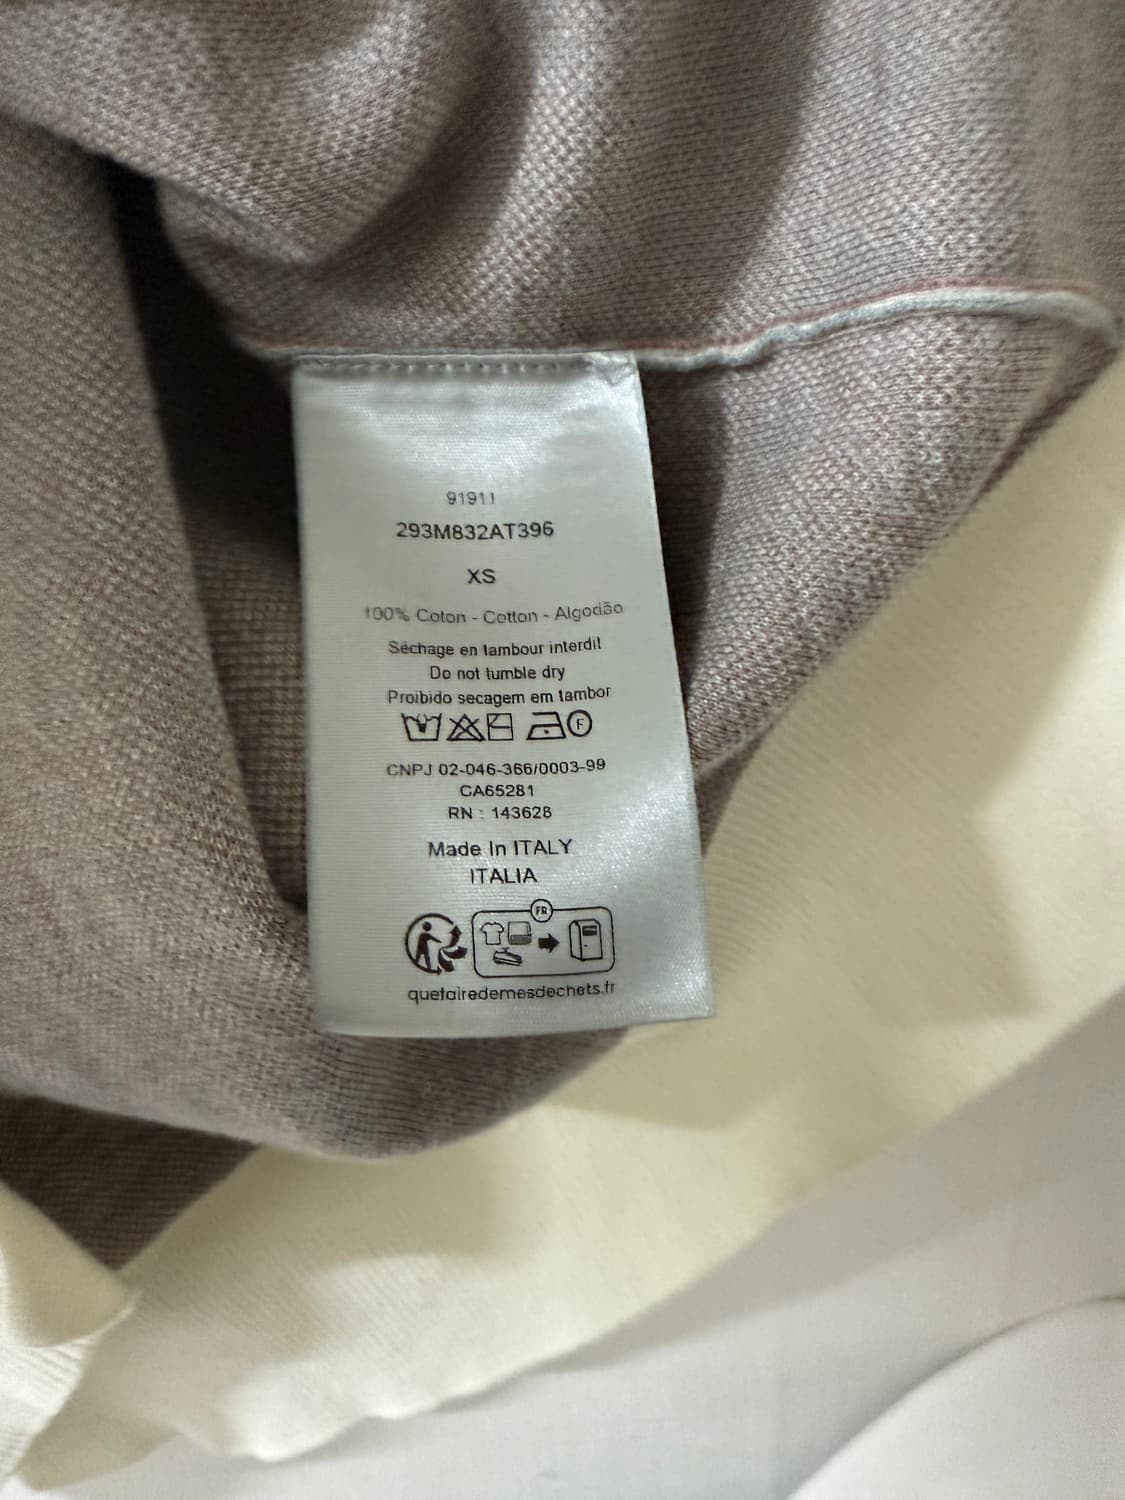 91911
293M832AT396
XS
100% Coton - Cotton - Algodão
Séchage en tambour interdit
Do not tumble dry
Proibido secagem em tambor
F
CNPJ 02-046-366/0003-99
CA65281
RN : 143628
Made In ITALY
ITALIA
FR
quefairedemesdechets.fr